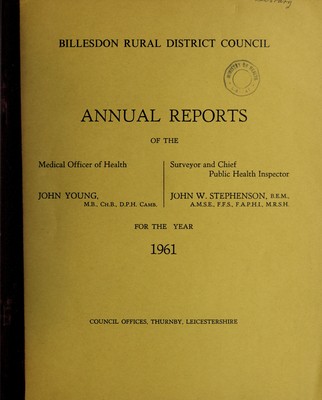 BILLESDON RURAL DISTRICT COUNCIL
ANNUAL REPORTS
OF THE
Medical Officer of Health
JOHN YOUNG,
M.B., Ch.B., D.P.H. Camb.
Surveyor and Chief
Public Health Inspector
JOHN W. STEPHENSON, B.E.M.,
A.M.S.E., F.F.S., F.A.P.H.I., M.R.S.H.
FOR THE YEAR
1961
COUNCIL OFFICES, THURNBY, LEICESTERSHIRE